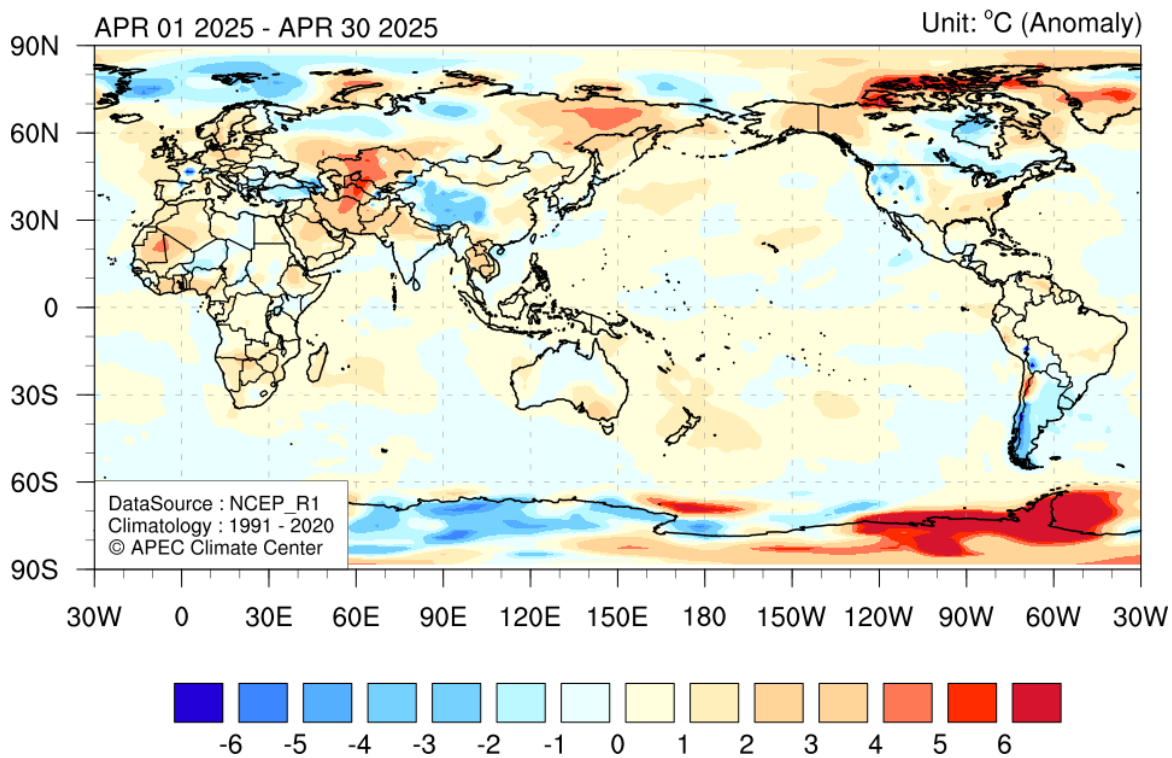 APR 01 2025 - APR 30 2025
Unit: °C (Anomaly)
90N
60N
30N
0
30S
60S
90S
DataSource : NCEP_R1
Climatology : 1991 - 2020
© APEC Climate Center
30W 0 30E 60E 90E 120E 150E 180 150W 120W 90W 60W 30W
-6 -5 -4 -3 -2 -1 0 1 2 3 4 5 6